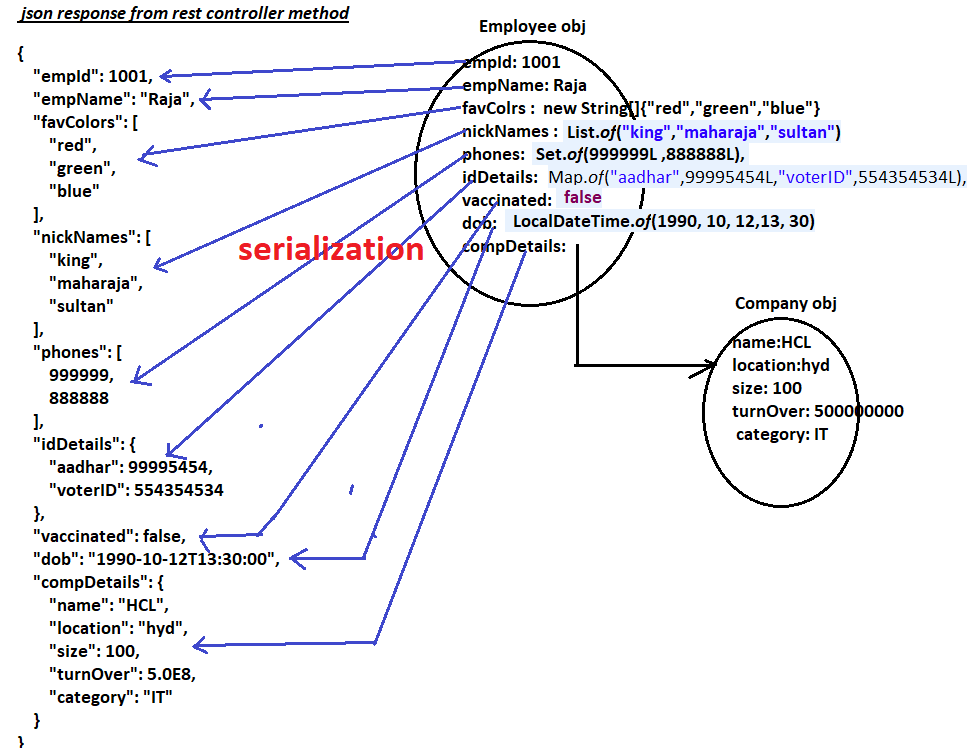 json response from rest controller method
{
"empId": 1001,
"empName": "Raja",
"favColors": [
"red",
"green",
"blue"
],
"nickNames": [
"king",
"maharaja",
"sultan"
],
"phones": [
999999,
888888
],
"idDetails": {
"aadhar": 99995454,
"voterID": 554354534
},
"vaccinated": false,
"dob": "1990-10-12T13:30:00",
"compDetails": {
"name": "HCL",
"location": "hyd",
"size": 100,
"turnOver": 5.0E8,
"category": "IT"
}
}
serialization
Employee obj
empId: 1001
empName: Raja
favColrs : new String[]{"red","green","blue"}
nickNames : List.of("king","maharaja","sultan")
phones: Set.of(999999L ,888888L),
idDetails: Map.of("aadhar",99995454L,"voterID",554354534L),
vaccinated: false
dob: LocalDateTime.of(1990, 10, 12,13, 30)
compDetails:
Company obj
name:HCL
location:hyd
size: 100
turnOver: 500000000
category: IT